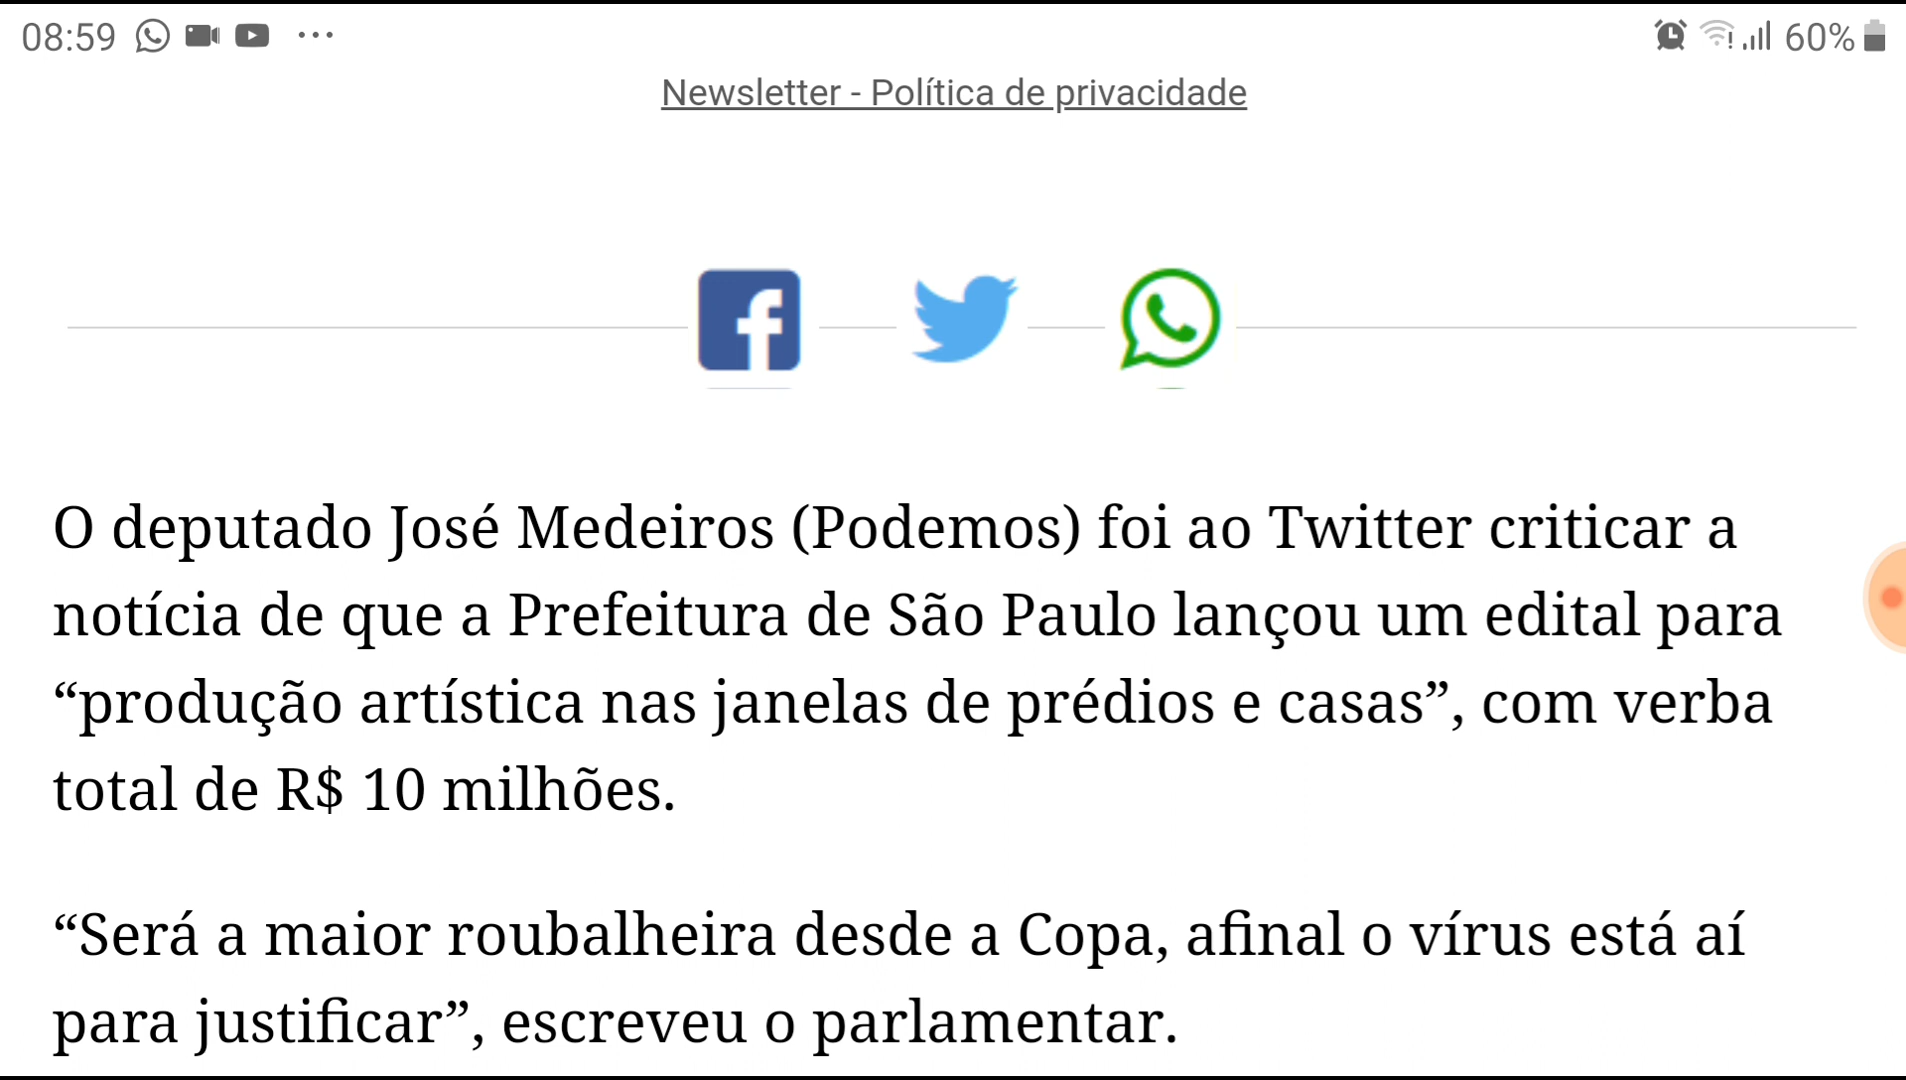 08:59 60%
Newsletter - Política de privacidade
O deputado José Medeiros (Podemos) foi ao Twitter criticar a
notícia de que a Prefeitura de São Paulo lançou um edital para
“produção artística nas janelas de prédios e casas”, com verba
total de R$ 10 milhões.
“Será a maior roubalheira desde a Copa, afinal o vírus está aí
para justificar”, escreveu o parlamentar.